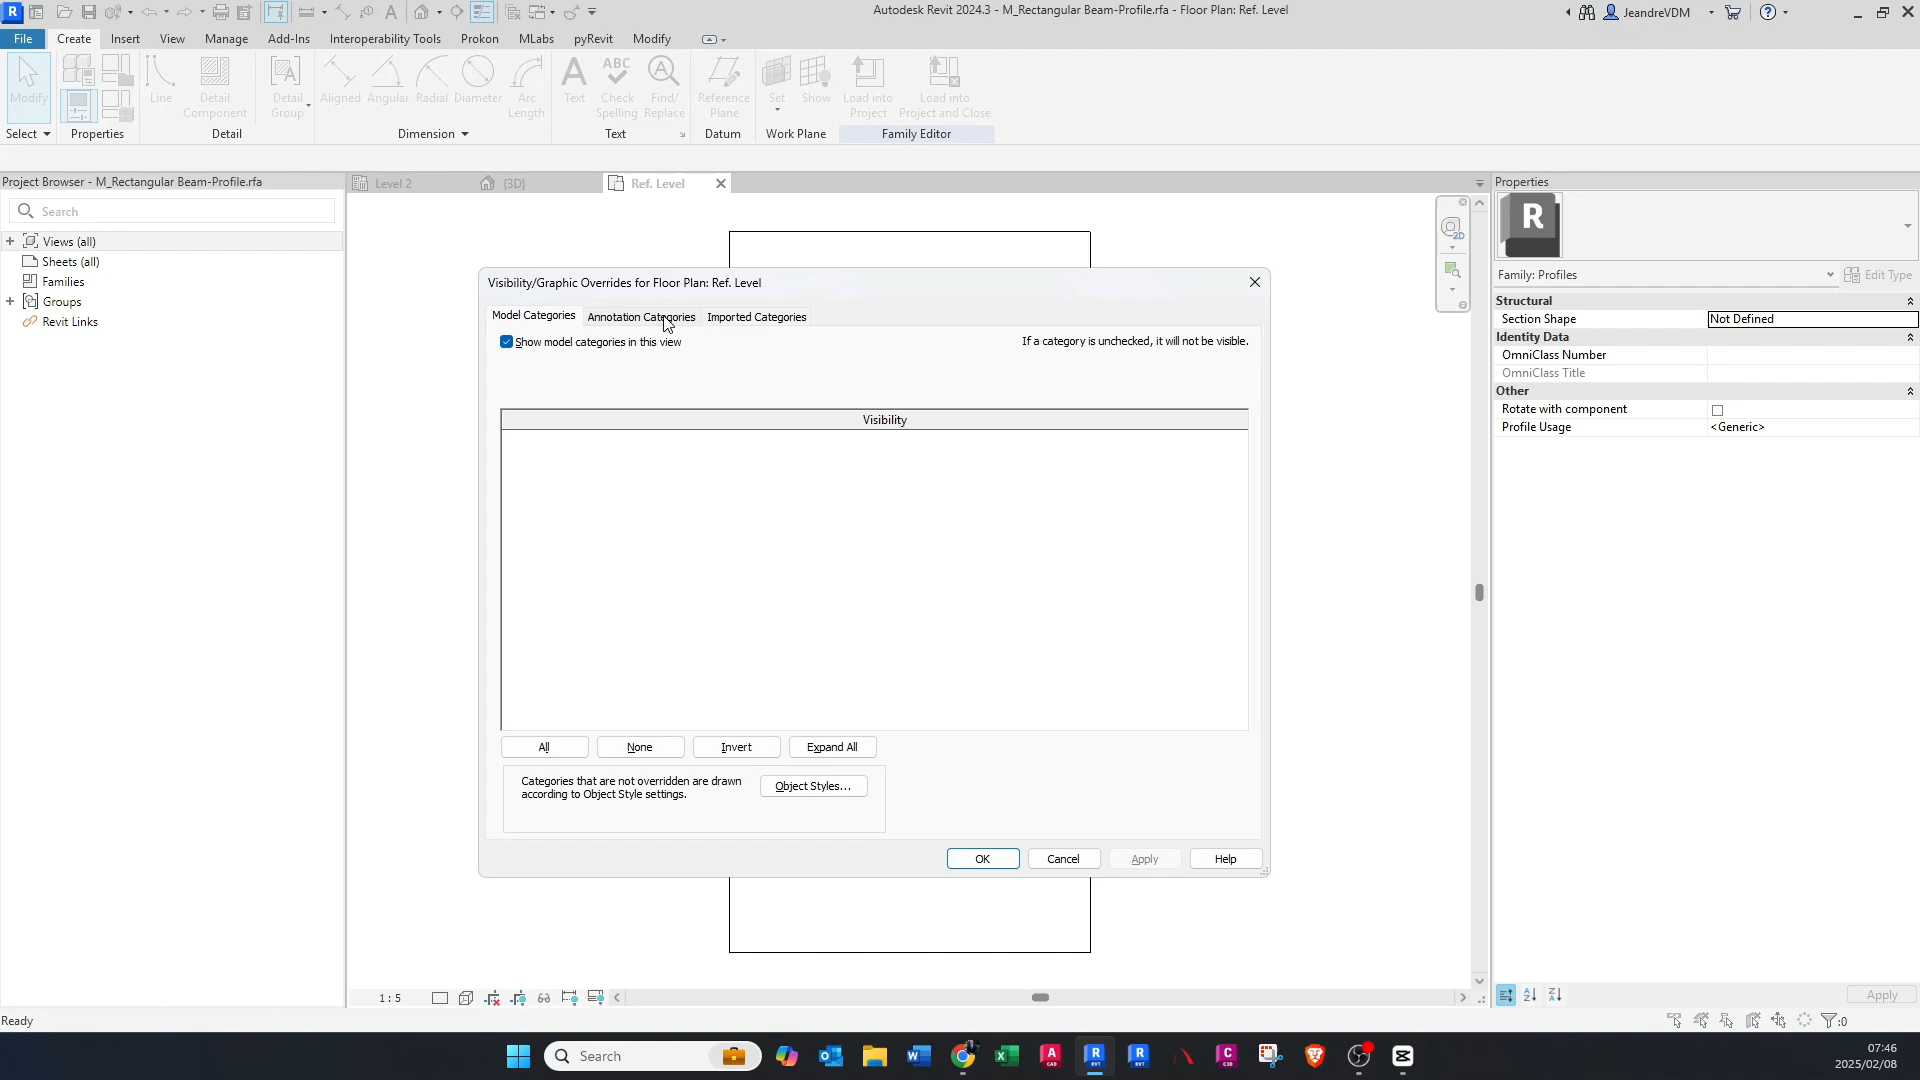 Autodesk Revit 2024.3 - M_Rectangular Beam-Profile.rfa - Floor Plan: Ref. Level
JeandreVDM
File Create Insert View Manage Add-Ins Interoperability Tools Prokon MLabs pyRevit Modify
Modify
Line
Detail Component
Detail Group
Aligned Angular Radial Diameter Arc Length
Text Check Spelling Find/ Replace
Reference Plane
Set Show Load into Project Load into Project and Close
Select Properties Detail Dimension Text Datum Work Plane Family Editor
Project Browser - M_Rectangular Beam-Profile.rfa
Search
Views (all)
Sheets (all)
Families
Groups
Revit Links
Level 2 {3D} Ref. Level
2D
Visibility/Graphic Overrides for Floor Plan: Ref. Level
Model Categories Annotation Categories Imported Categories
Show model categories in this view
If a category is unchecked, it will not be visible.
Visibility
All None Invert Expand All
Categories that are not overridden are drawn
according to Object Style settings.
Object Styles...
OK Cancel Apply Help
Properties
R
Family: Profiles
Edit Type
Structural
Section Shape Not Defined
Identity Data
OmniClass Number
OmniClass Title
Other
Rotate with component
Profile Usage <Generic>
Apply
1 : 5
Ready
:0
Search
07:46
2025/02/08